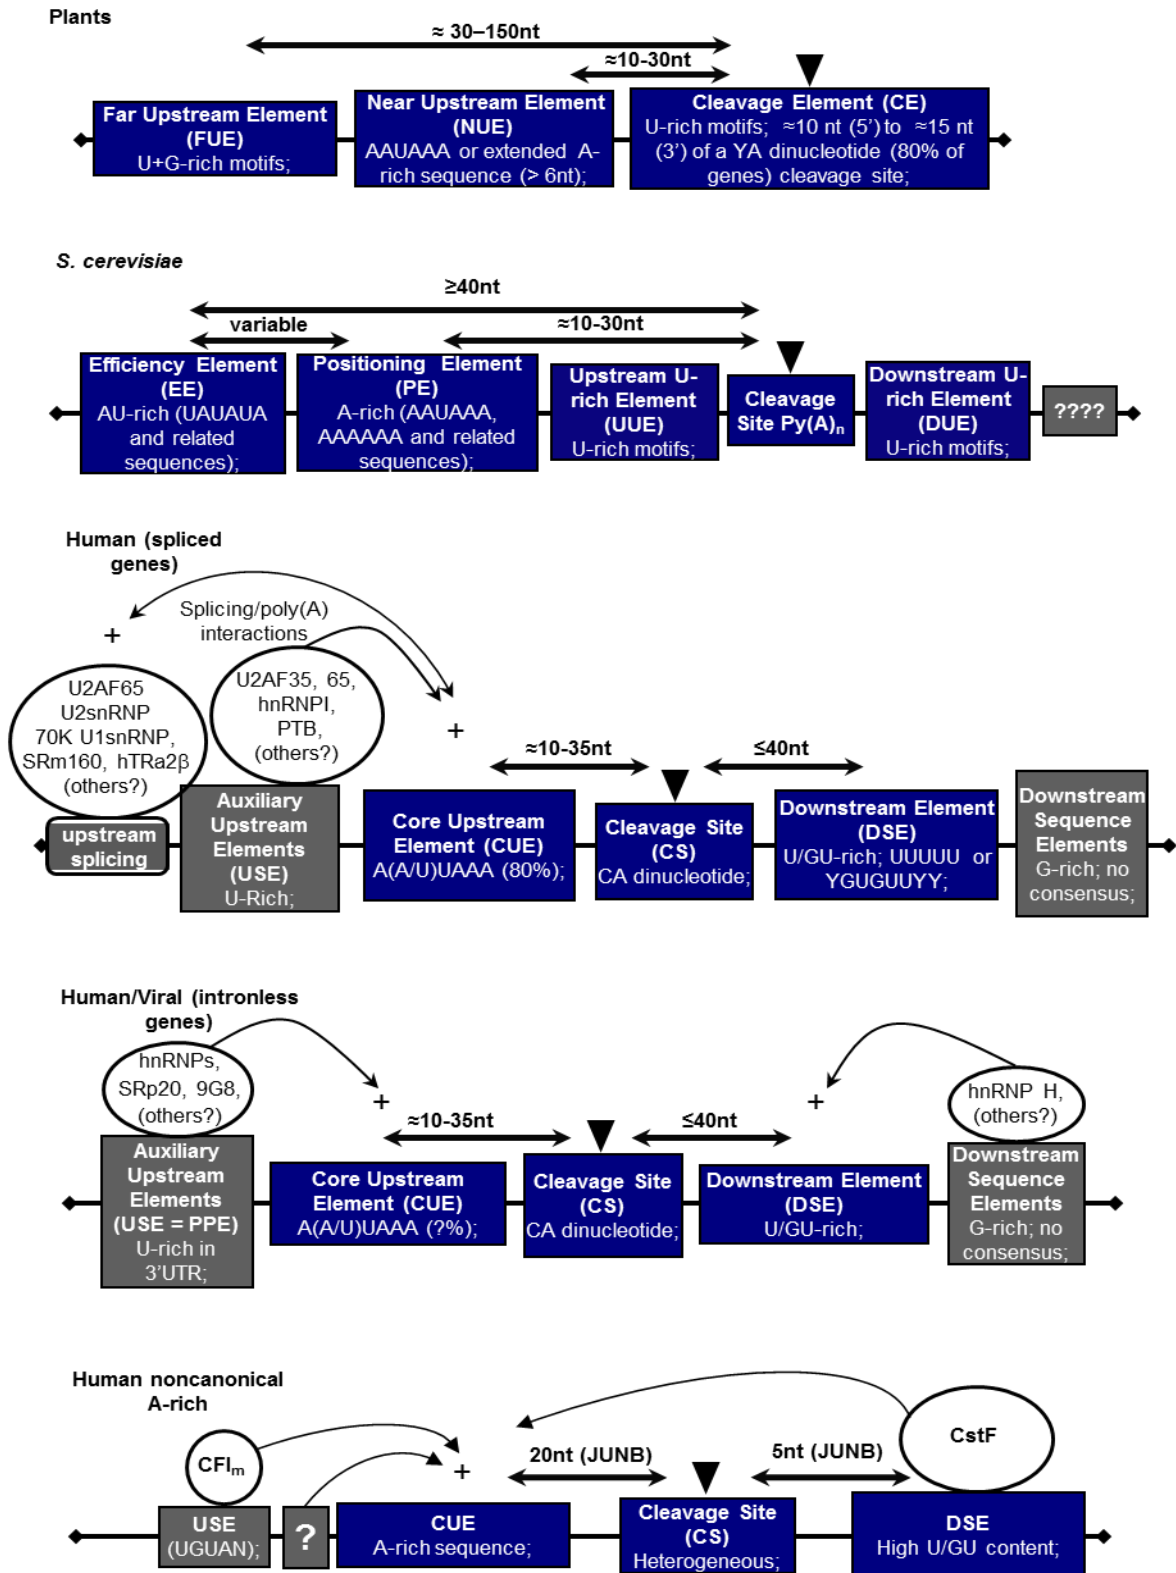 Plants
≈ 30–150nt
≈10-30nt
Far Upstream Element
(FUE)
U+G-rich motifs;
Near Upstream Element
(NUE)
AAUAAA or extended A-
rich sequence (> 6nt);
Cleavage Element (CE)
U-rich motifs; ≈10 nt (5’) to ≈15 nt
(3’) of a YA dinucleotide (80% of
genes) cleavage site;
S. cerevisiae
≥40nt
variable
≈10-30nt
Efficiency Element
(EE)
AU-rich (UAUAUA
and related
sequences);
Positioning Element
(PE)
A-rich (AAUAAA,
AAAAAA and related
sequences);
Upstream U-
rich Element
(UUE)
U-rich motifs;
Cleavage
Site Py(A)n
Downstream U-
rich Element
(DUE)
U-rich motifs;
????
Human (spliced
genes)
Splicing/poly(A)
interactions
+
U2AF65
U2snRNP
70K U1snRNP,
SRm160, hTRa2β
(others?)
U2AF35, 65,
hnRNPI,
PTB,
(others?)
+
≈10-35nt
≤40nt
upstream
splicing
Auxiliary
Upstream
Elements
(USE)
U-Rich;
Core Upstream
Element (CUE)
A(A/U)UAAA (80%);
Cleavage Site
(CS)
CA dinucleotide;
Downstream Element
(DSE)
U/GU-rich; UUUUU or
YGUGUUYY;
Downstream
Sequence
Elements
G-rich; no
consensus;
Human/Viral (intronless
genes)
hnRNPs,
SRp20, 9G8,
(others?)
+
≈10-35nt
≤40nt
+
hnRNP H,
(others?)
Auxiliary
Upstream
Elements
(USE = PPE)
U-rich in
3’UTR;
Core Upstream
Element (CUE)
A(A/U)UAAA (?%);
Cleavage Site
(CS)
CA dinucleotide;
Downstream Element
(DSE)
U/GU-rich;
Downstream
Sequence
Elements
G-rich; no
consensus;
Human noncanonical
A-rich
CFIm
+
20nt (JUNB)
5nt (JUNB)
CstF
USE
(UGUAN);
?
CUE
A-rich sequence;
Cleavage Site
(CS)
Heterogeneous;
DSE
High U/GU content;